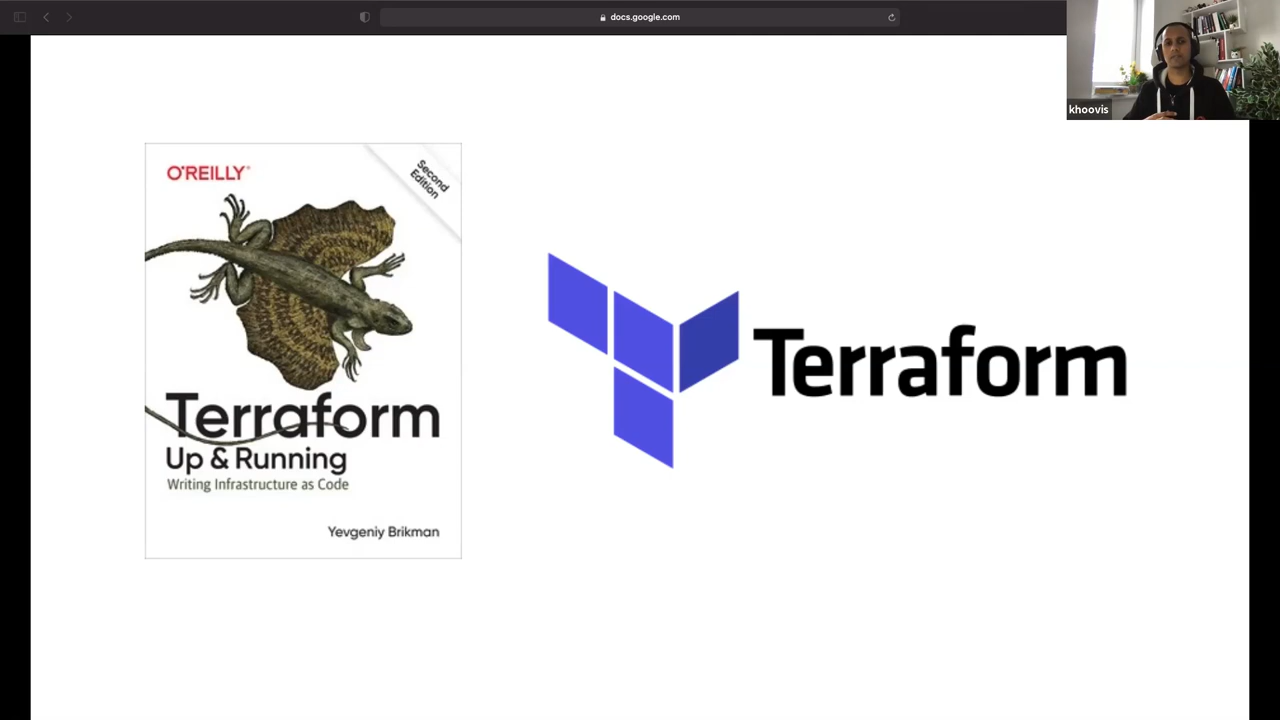 docs.google.com
khoovis
O'REILLY®
Second
Edition
Terraform
Up & Running
Writing Infrastructure as Code
Yevgeniy Brikman
Terraform